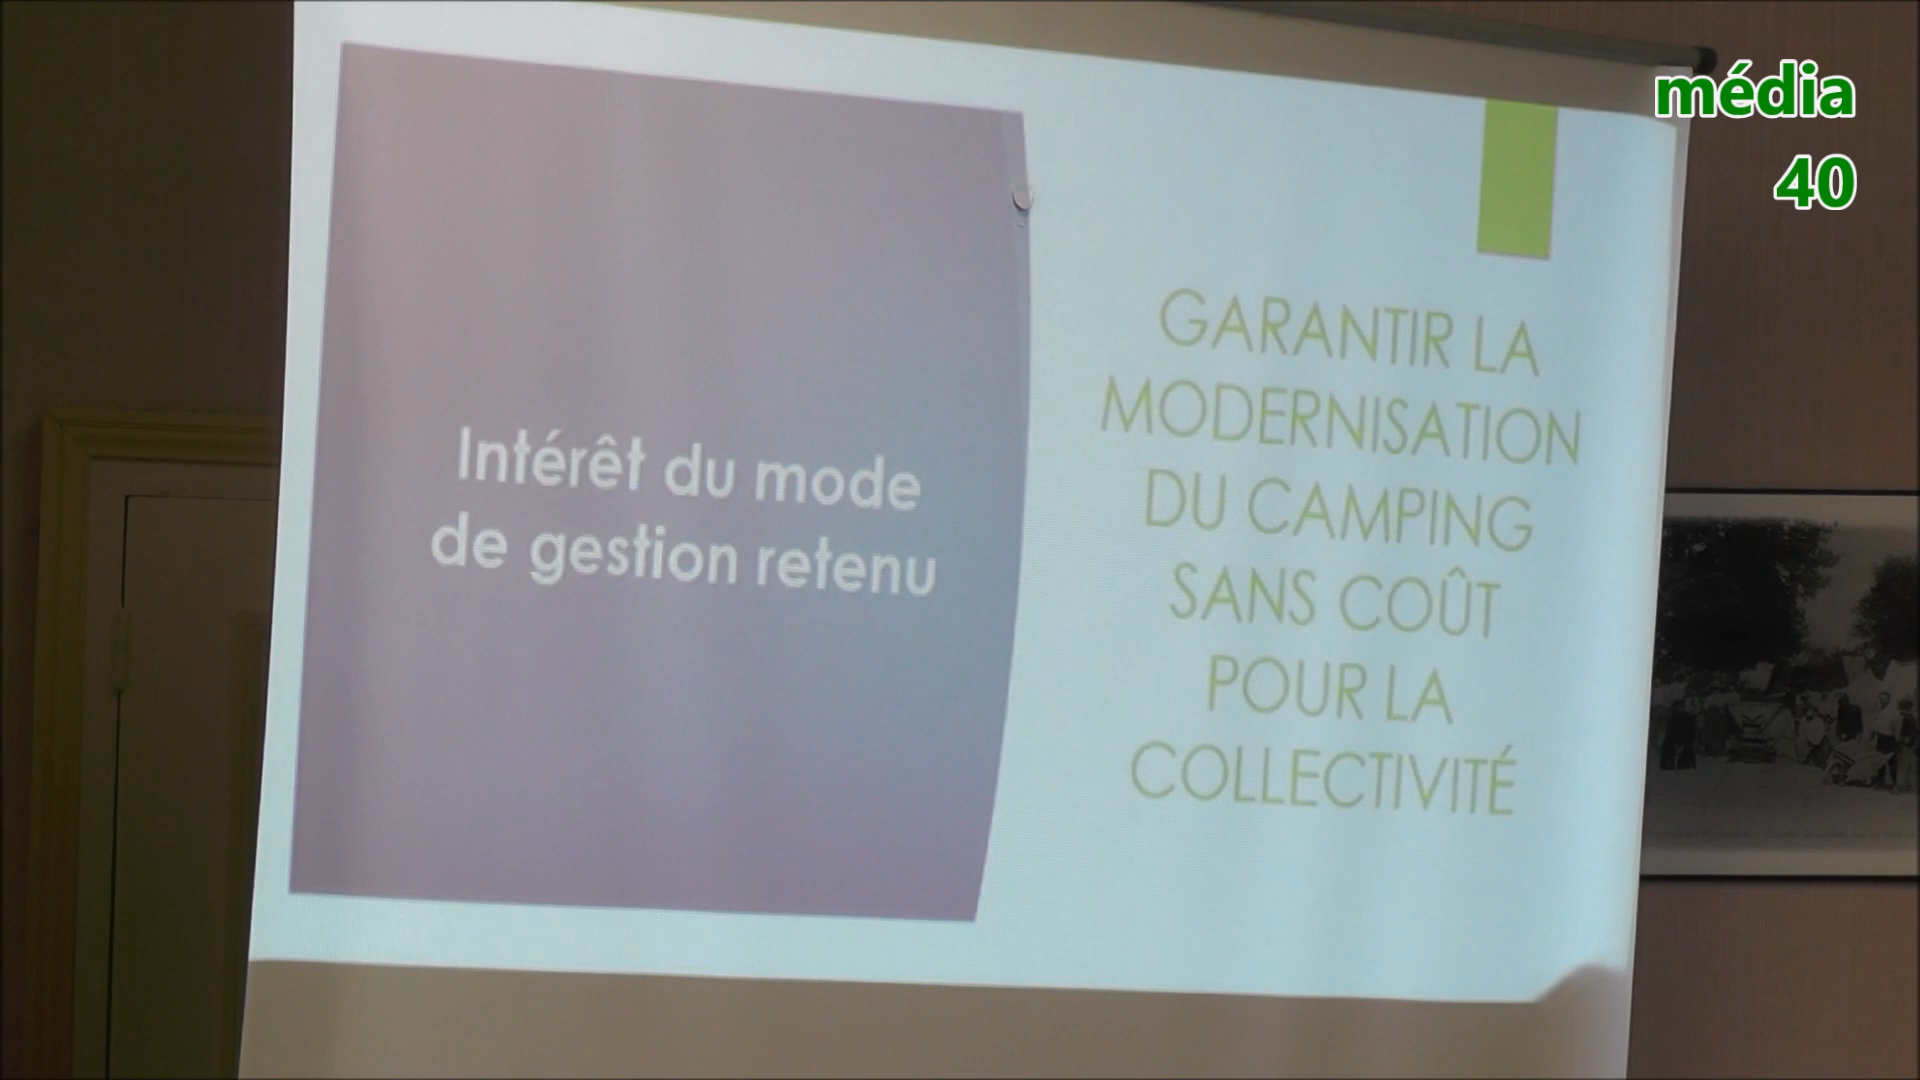 média
40
Intérêt du mode
de gestion retenu
GARANTIR LA
MODERNISATION
DU CAMPING
SANS COÛT
POUR LA
COLLECTIVITÉ